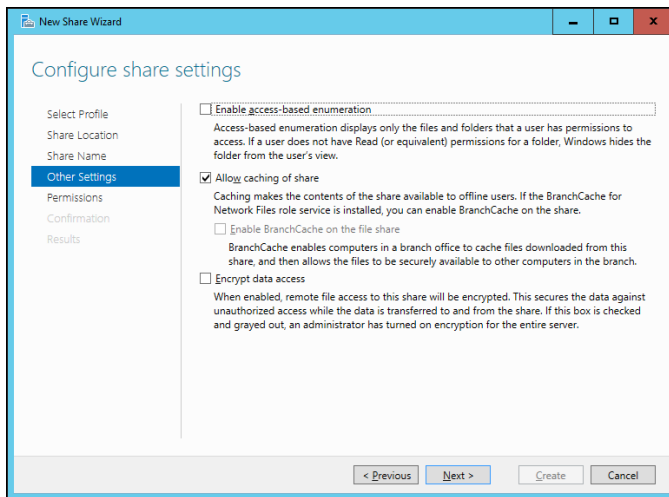 New Share Wizard
Configure share settings
Select Profile
Share Location
Share Name
Other Settings
Permissions
Confirmation
Results
Enable access-based enumeration
Access-based enumeration displays only the files and folders that a user has permissions to
access. If a user does not have Read (or equivalent) permissions for a folder, Windows hides the
folder from the user's view.
Allow caching of share
Caching makes the contents of the share available to offline users. If the BranchCache for
Network Files role service is installed, you can enable BranchCache on the share.
Enable BranchCache on the file share
BranchCache enables computers in a branch office to cache files downloaded from this
share, and then allows the files to be securely available to other computers in the branch.
Encrypt data access
When enabled, remote file access to this share will be encrypted. This secures the data against
unauthorized access while the data is transferred to and from the share. If this box is checked
and grayed out, an administrator has turned on encryption for the entire server.
< Previous Next > Create Cancel